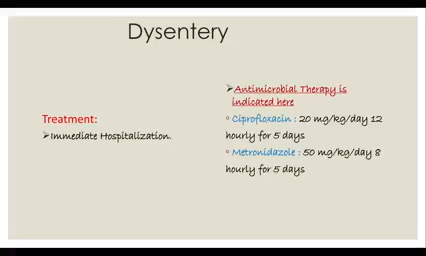 Dysentery
Treatment:
➢Immediate Hospitalization.
➢Antimicrobial Therapy is
indicated here
◦ Ciprofloxacin : 20 mg/kg/day 12
hourly for 5 days
◦ Metronidazole : 50 mg/kg/day 8
hourly for 5 days